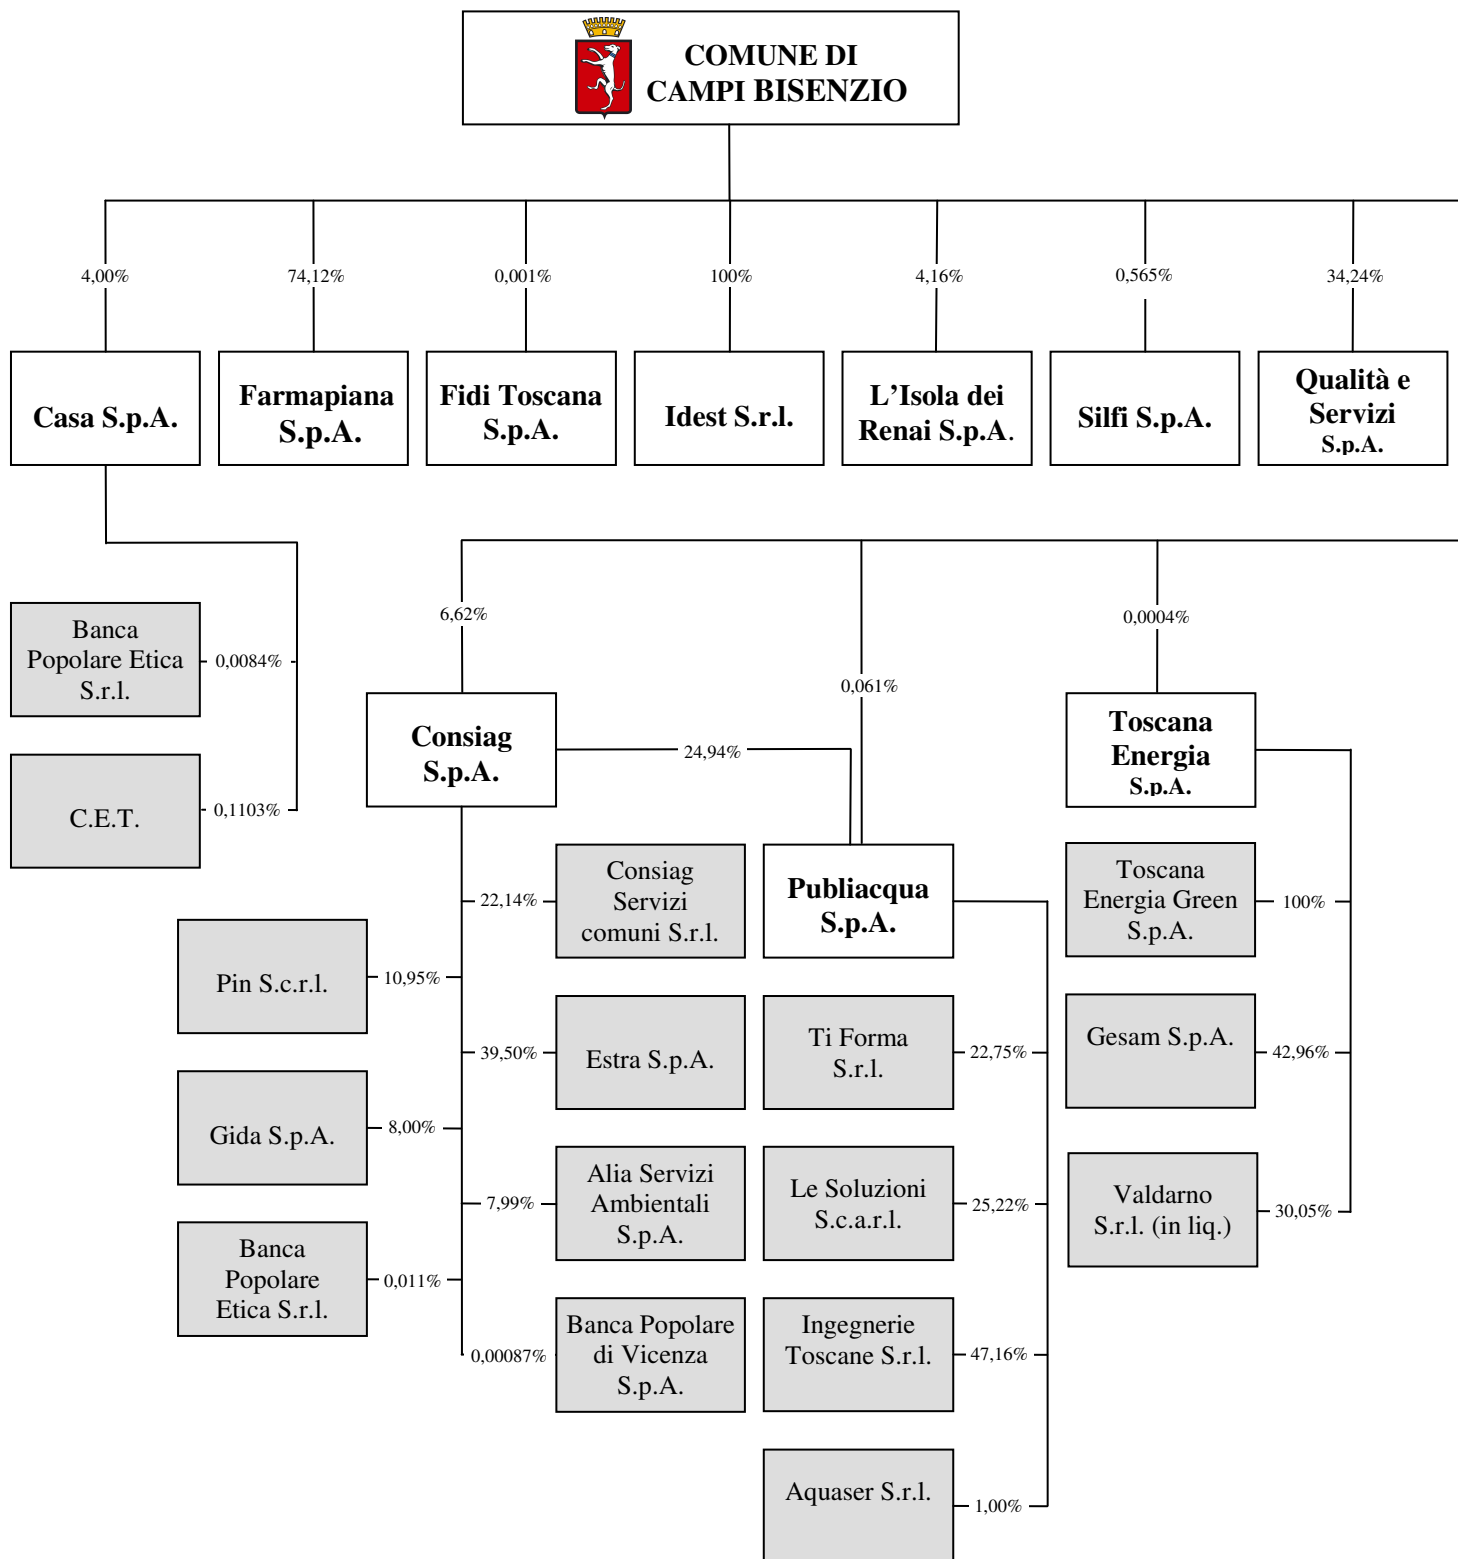 COMUNE DI
CAMPI BISENZIO
4,00%
74,12%
0,001%
100%
4,16%
0,565%
34,24%
Casa S.p.A.
Farmapiana
S.p.A.
Fidi Toscana
S.p.A.
Idest S.r.l.
L’Isola dei
Renai S.p.A.
Silfi S.p.A.
Qualità e
Servizi
S.p.A.
Banca
Popolare Etica
S.r.l.
0,0084%
C.E.T.
0,1103%
6,62%
0,061%
0,0004%
Consiag
S.p.A.
24,94%
Toscana
Energia
S.p.A.
22,14%
Consiag
Servizi
comuni S.r.l.
Pin S.c.r.l.
10,95%
39,50%
Estra S.p.A.
Gida S.p.A.
8,00%
7,99%
Alia Servizi
Ambientali
S.p.A.
Banca
Popolare
Etica S.r.l.
0,011%
0,00087%
Banca Popolare
di Vicenza
S.p.A.
Publiacqua
S.p.A.
Ti Forma
S.r.l.
22,75%
Le Soluzioni
S.c.a.r.l.
25,22%
Ingegnerie
Toscane S.r.l.
47,16%
Aquaser S.r.l.
1,00%
Toscana
Energia Green
S.p.A.
100%
Gesam S.p.A.
42,96%
Valdarno
S.r.l. (in liq.)
30,05%